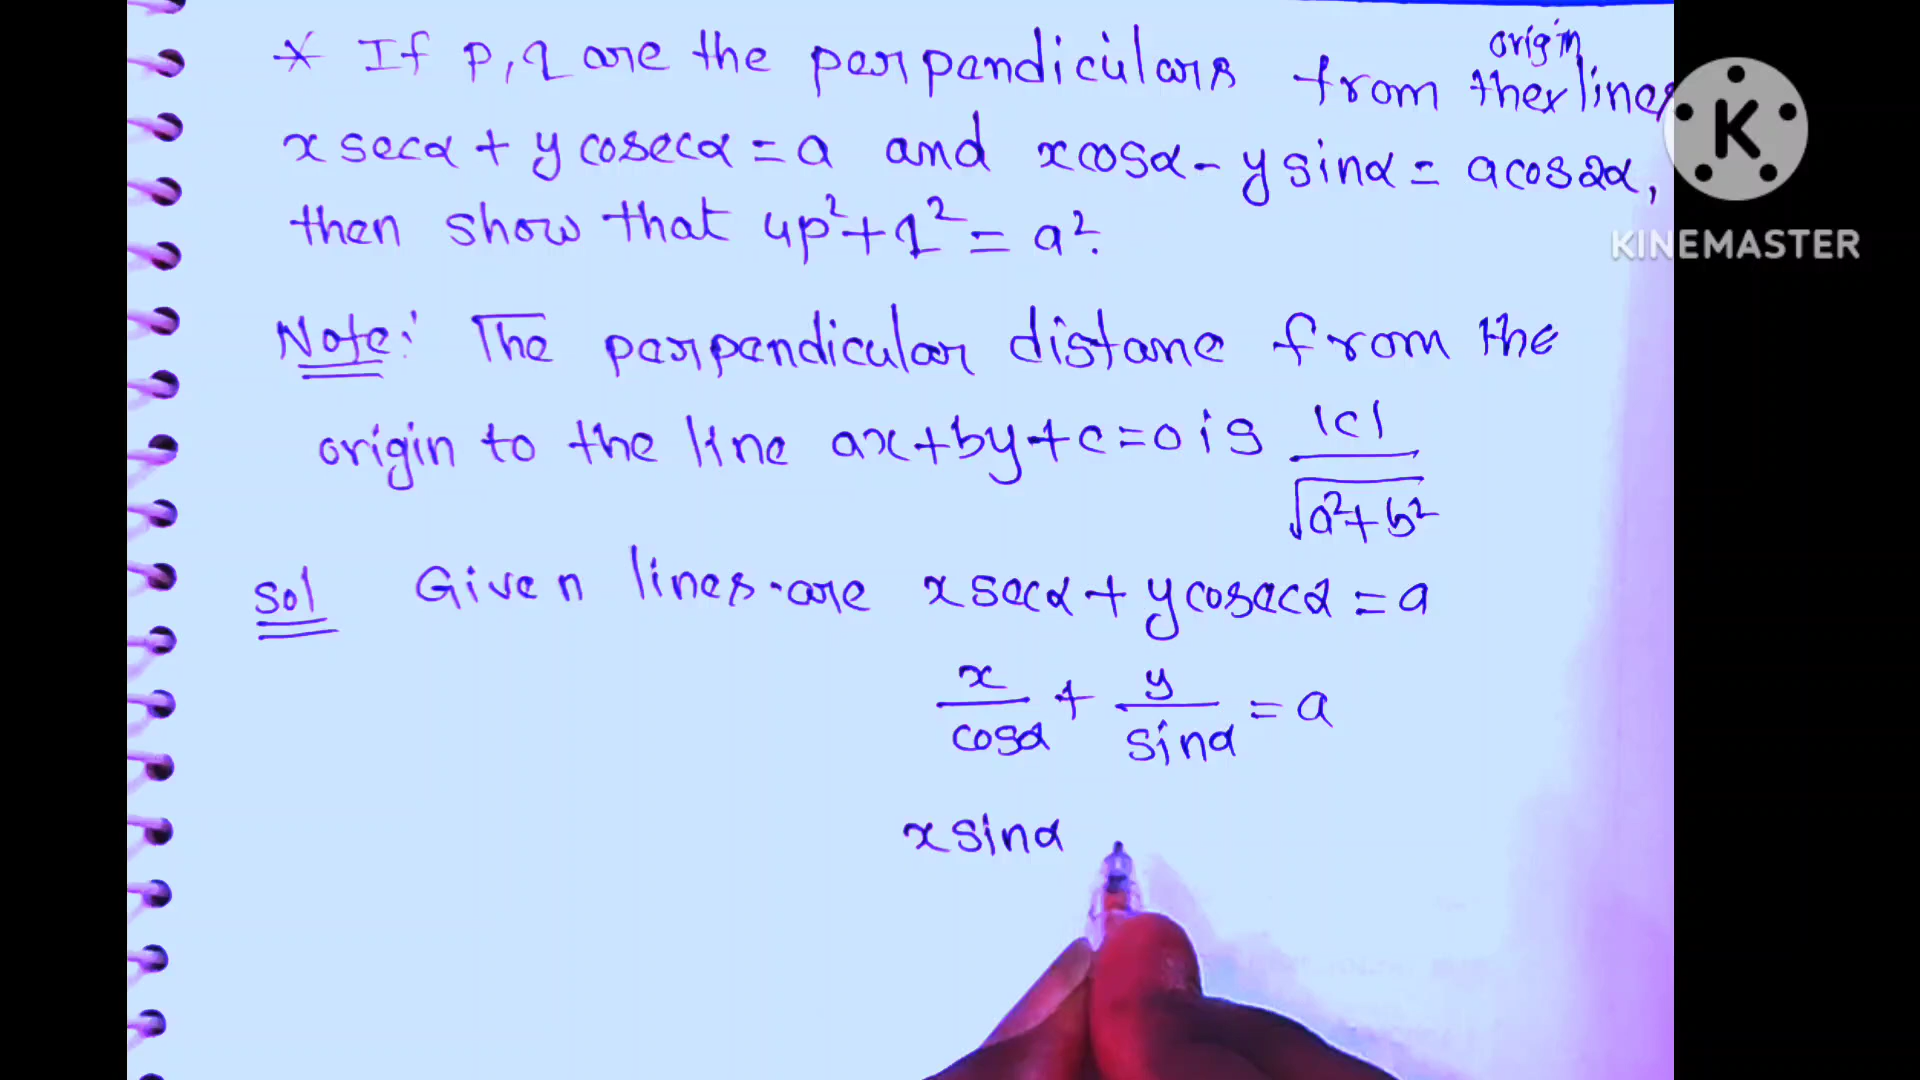 * If p, q are the perpendiculars from the origin lines
x secα + y cosecα = a and x cosα - y sinα = a cos2α,
then show that 4p² + q² = a².
Note: The perpendicular distane from the
origin to the line ax+by+c=0 is |c| / √a²+b²
Sol Given lines are x secα + y cosecα = a
x/cosα + y/sinα = a
x sinα
K
KINEMASTER